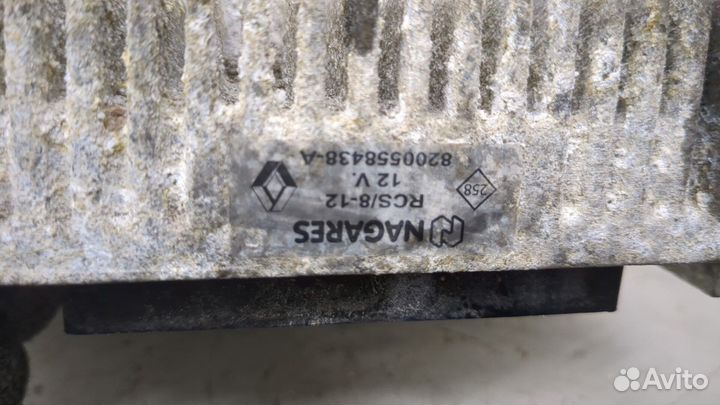 NAGARES
RCS/8-12
12 V.
8200558438-A
258
Avito